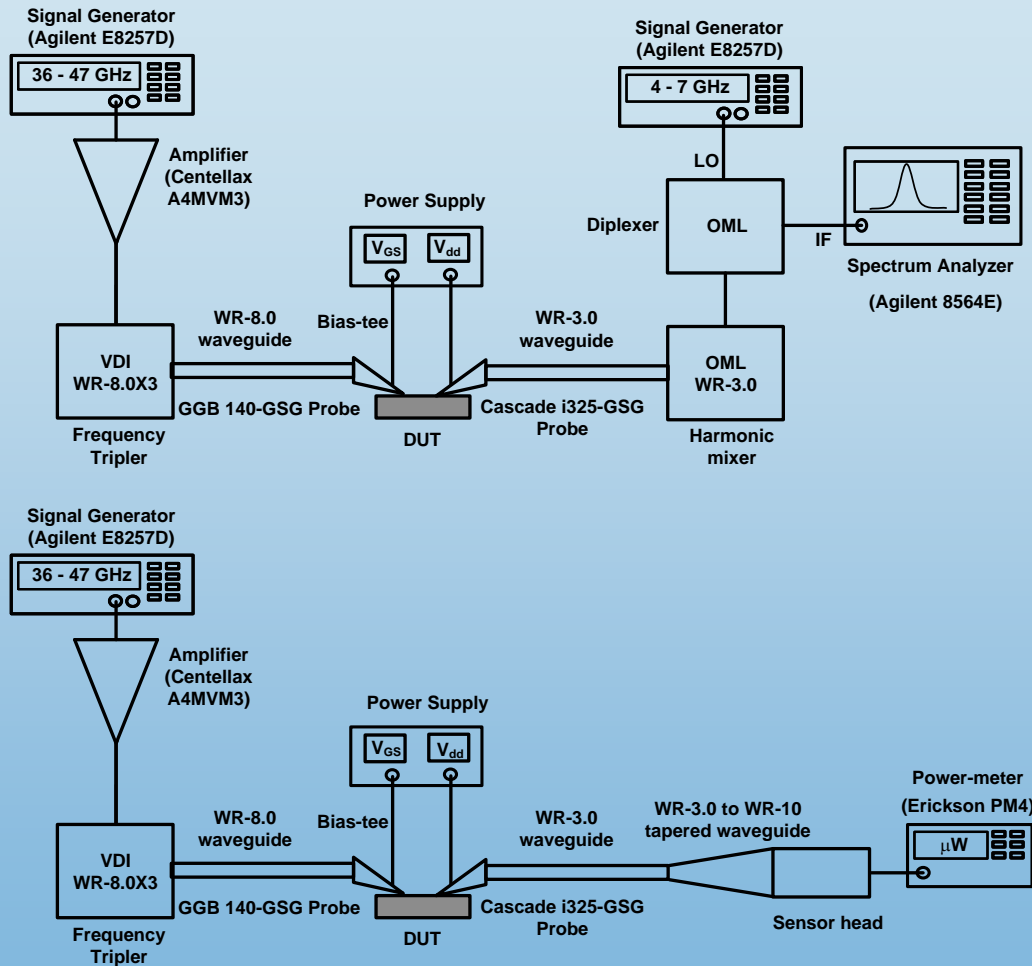 Signal Generator
(Agilent E8257D)
36 - 47 GHz
Amplifier
(Centellax
A4MVM3)
VDI
WR-8.0X3
Frequency
Tripler
WR-8.0
waveguide
GGB 140-GSG Probe
Power Supply
VGS
Vdd
Bias-tee
DUT
WR-3.0
waveguide
Cascade i325-GSG
Probe
Signal Generator
(Agilent E8257D)
4 - 7 GHz
LO
Diplexer
OML
IF
Spectrum Analyzer
(Agilent 8564E)
OML
WR-3.0
Harmonic
mixer
Signal Generator
(Agilent E8257D)
36 - 47 GHz
Amplifier
(Centellax
A4MVM3)
VDI
WR-8.0X3
Frequency
Tripler
WR-8.0
waveguide
GGB 140-GSG Probe
Power Supply
VGS
Vdd
Bias-tee
DUT
WR-3.0
waveguide
Cascade i325-GSG
Probe
WR-3.0 to WR-10
tapered waveguide
Sensor head
Power-meter
(Erickson PM4)
μW